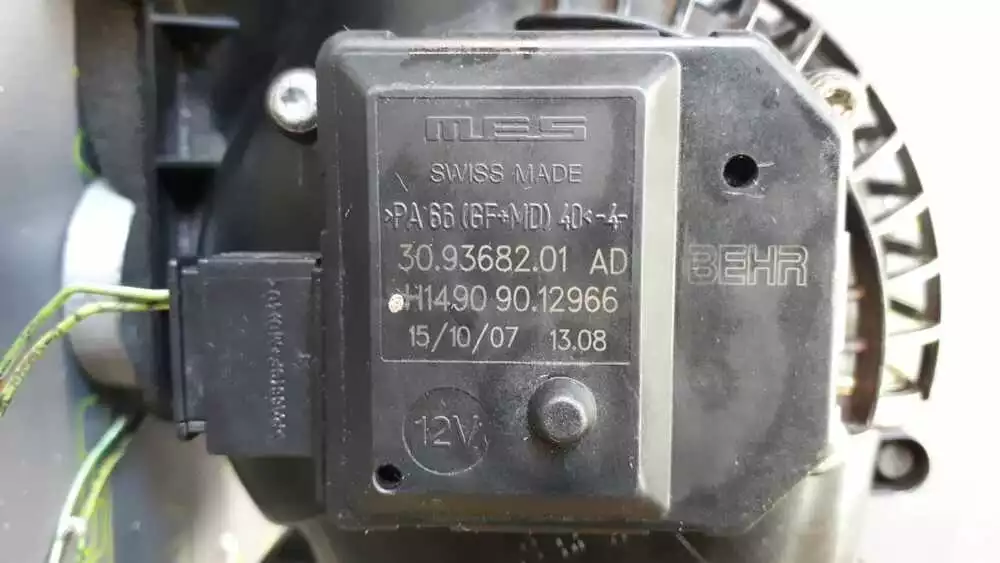 MES
SWISS MADE
>PA 66 (GF+MD) 40<-4-
30.93682.01 AD
H1490 90.12966
15/10/07 13.08
12V
BEHR